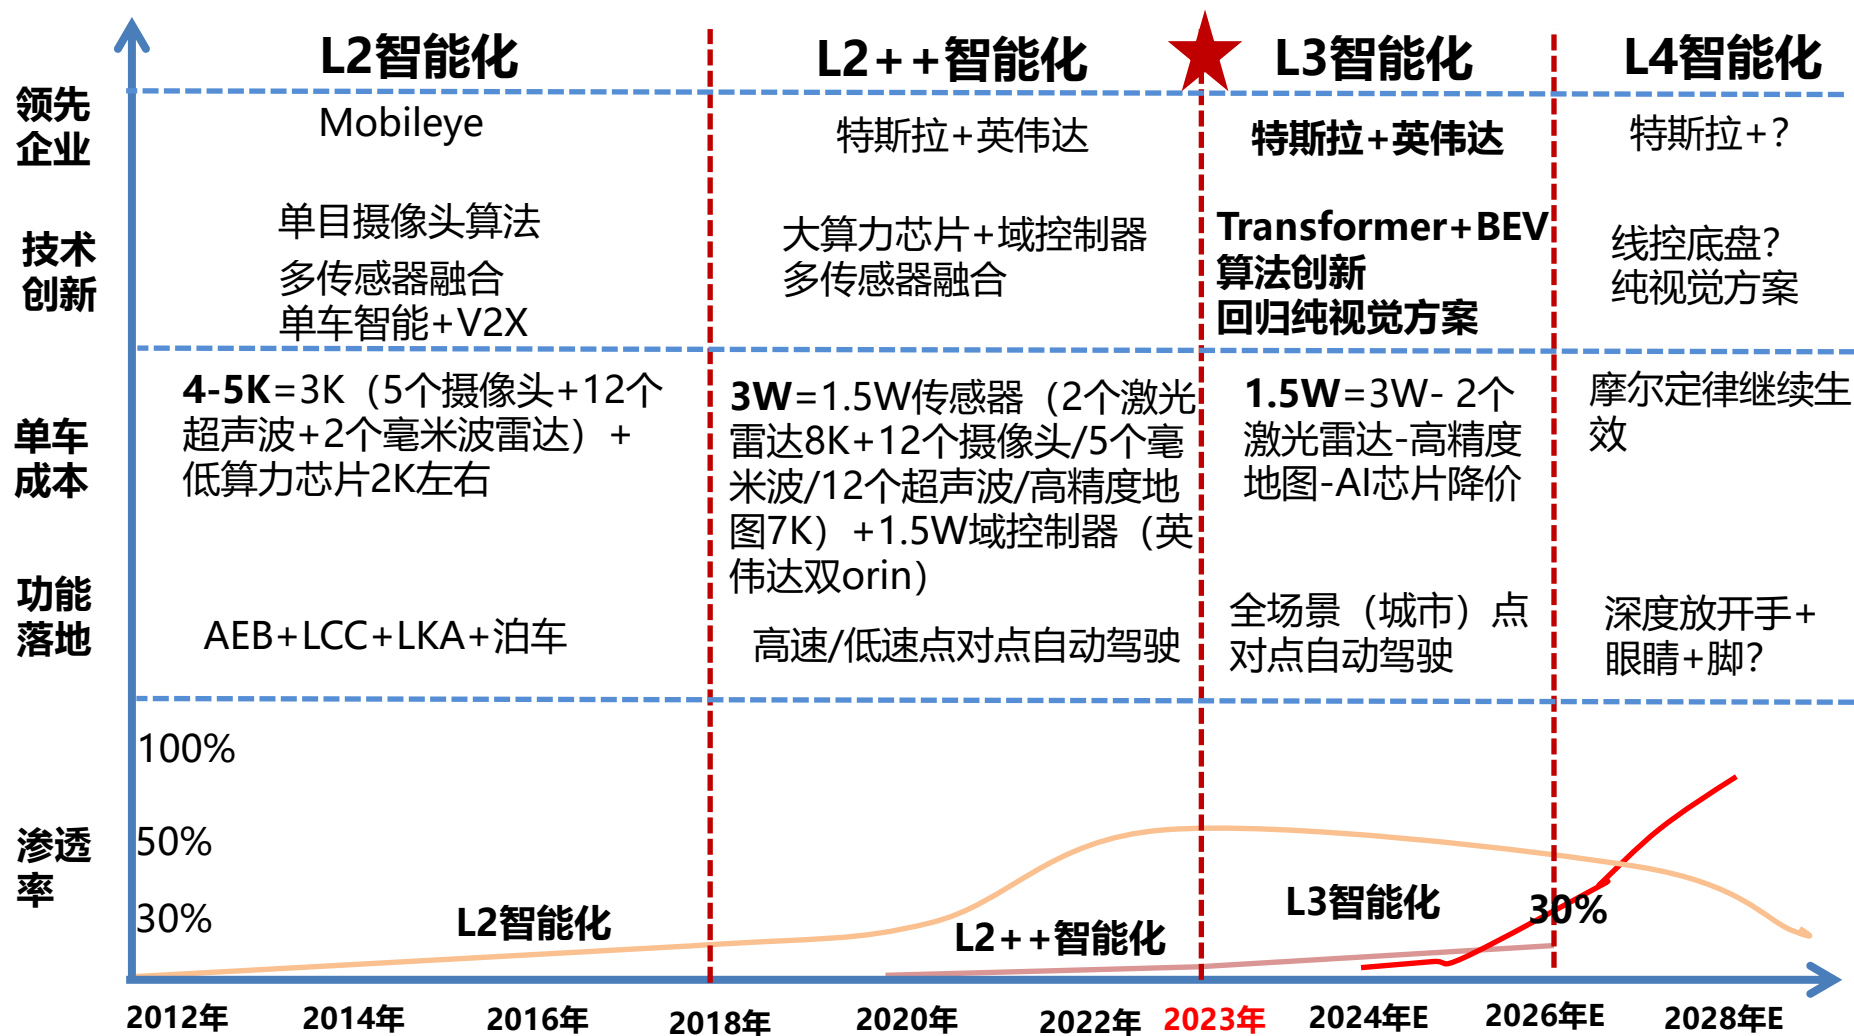 L2智能化
L2++智能化
L3智能化
L4智能化
领先
企业
Mobileye
特斯拉+英伟达
特斯拉+英伟达
特斯拉+？
技术
创新
单目摄像头算法
多传感器融合
单车智能+V2X
大算力芯片+域控制器
多传感器融合
Transformer+BEV
算法创新
回归纯视觉方案
线控底盘？
纯视觉方案
单车
成本
4-5K=3K（5个摄像头+12个
超声波+2个毫米波雷达）+
低算力芯片2K左右
3W=1.5W传感器（2个激光
雷达8K+12个摄像头/5个毫
米波/12个超声波/高精度地
图7K）+1.5W域控制器（英
伟达双orin）
1.5W=3W- 2个
激光雷达-高精度
地图-AI芯片降价
摩尔定律继续生
效
功能
落地
AEB+LCC+LKA+泊车
高速/低速点对点自动驾驶
全场景（城市）点
对点自动驾驶
深度放开手+
眼睛+脚？
渗透
率
100%
50%
30%
L2智能化
L2++智能化
L3智能化
30%
2012年
2014年
2016年
2018年
2020年
2022年
2023年
2024年E
2026年E
2028年E